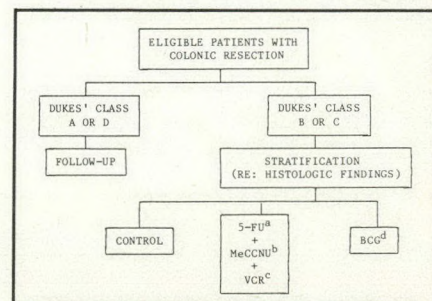 ELIGIBLE PATIENTS WITH
COLONIC RESECTION
DUKES' CLASS
A OR D
DUKES' CLASS
B OR C
FOLLOW-UP
STRATIFICATION
(RE: HISTOLOGIC FINDINGS)
CONTROL
5-FUa
+
MeCCNUb
+
VCRc
BCGd